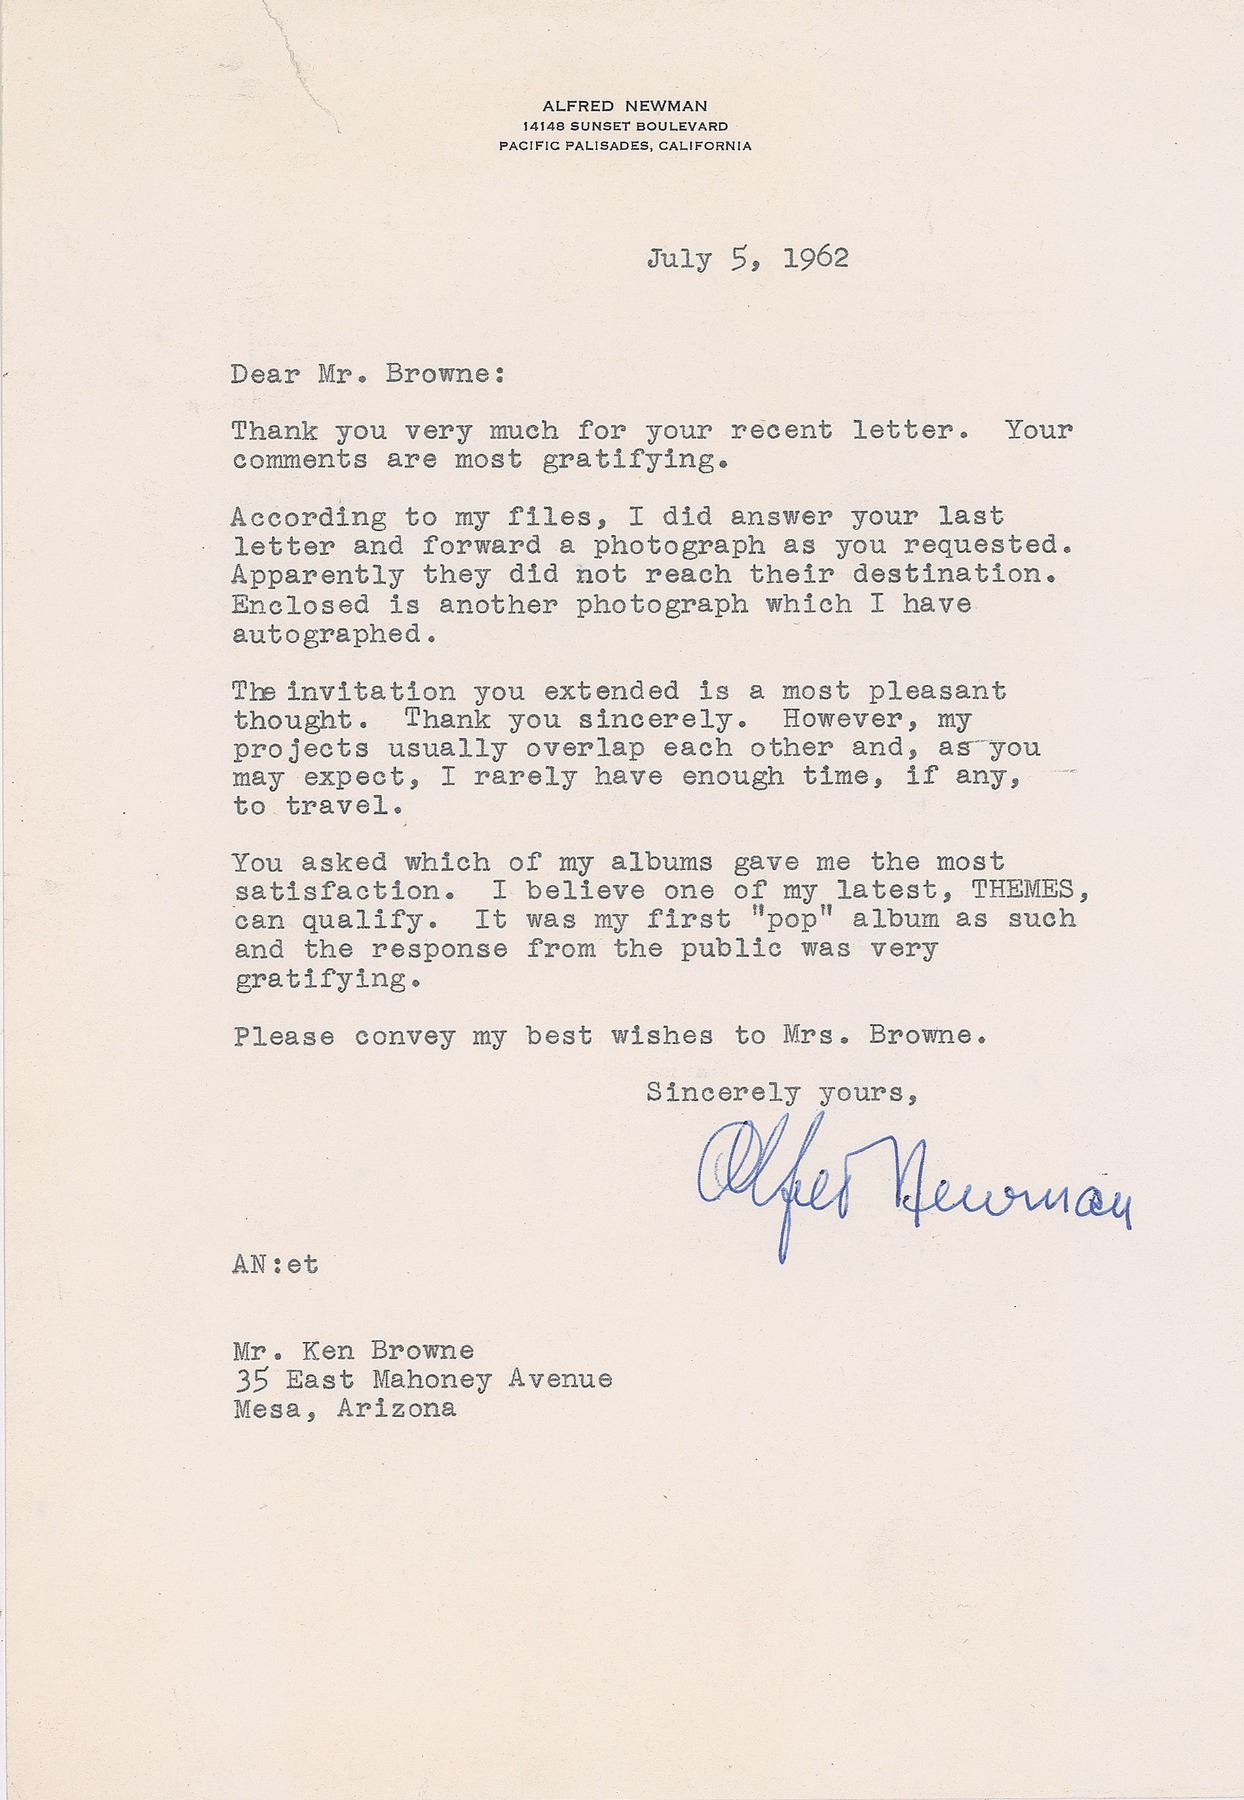 ALFRED NEWMAN
14148 SUNSET BOULEVARD
PACIFIC PALISADES, CALIFORNIA
July 5, 1962
Dear Mr. Browne:
Thank you very much for your recent letter. Your
comments are most gratifying.
According to my files, I did answer your last
letter and forward a photograph as you requested.
Apparently they did not reach their destination.
Enclosed is another photograph which I have
autographed.
The invitation you extended is a most pleasant
thought. Thank you sincerely. However, my
projects usually overlap each other and, as you
may expect, I rarely have enough time, if any,
to travel.
You asked which of my albums gave me the most
satisfaction. I believe one of my latest, THEMES,
can qualify. It was my first "pop" album as such
and the response from the public was very
gratifying.
Please convey my best wishes to Mrs. Browne.
Sincerely yours,
Alfred Newman
AN:et
Mr. Ken Browne
35 East Mahoney Avenue
Mesa, Arizona